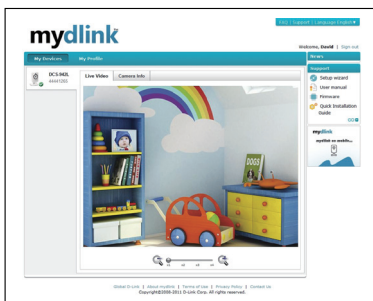 FAQ | Support | Language English
mydlink
Welcome, David | Sign out
My Devices
My Profile
News
DCS-942L
Live Video
Camera Info
Support
Setup wizard
User manual
Firmware
Quick Installation
Guide
mydlink
DOGS
Global D-Link | About mydlink | Terms of use | Privacy Policy | Contact Us
Copyright©2008-2011 D-Link Corp. All rights reserved.